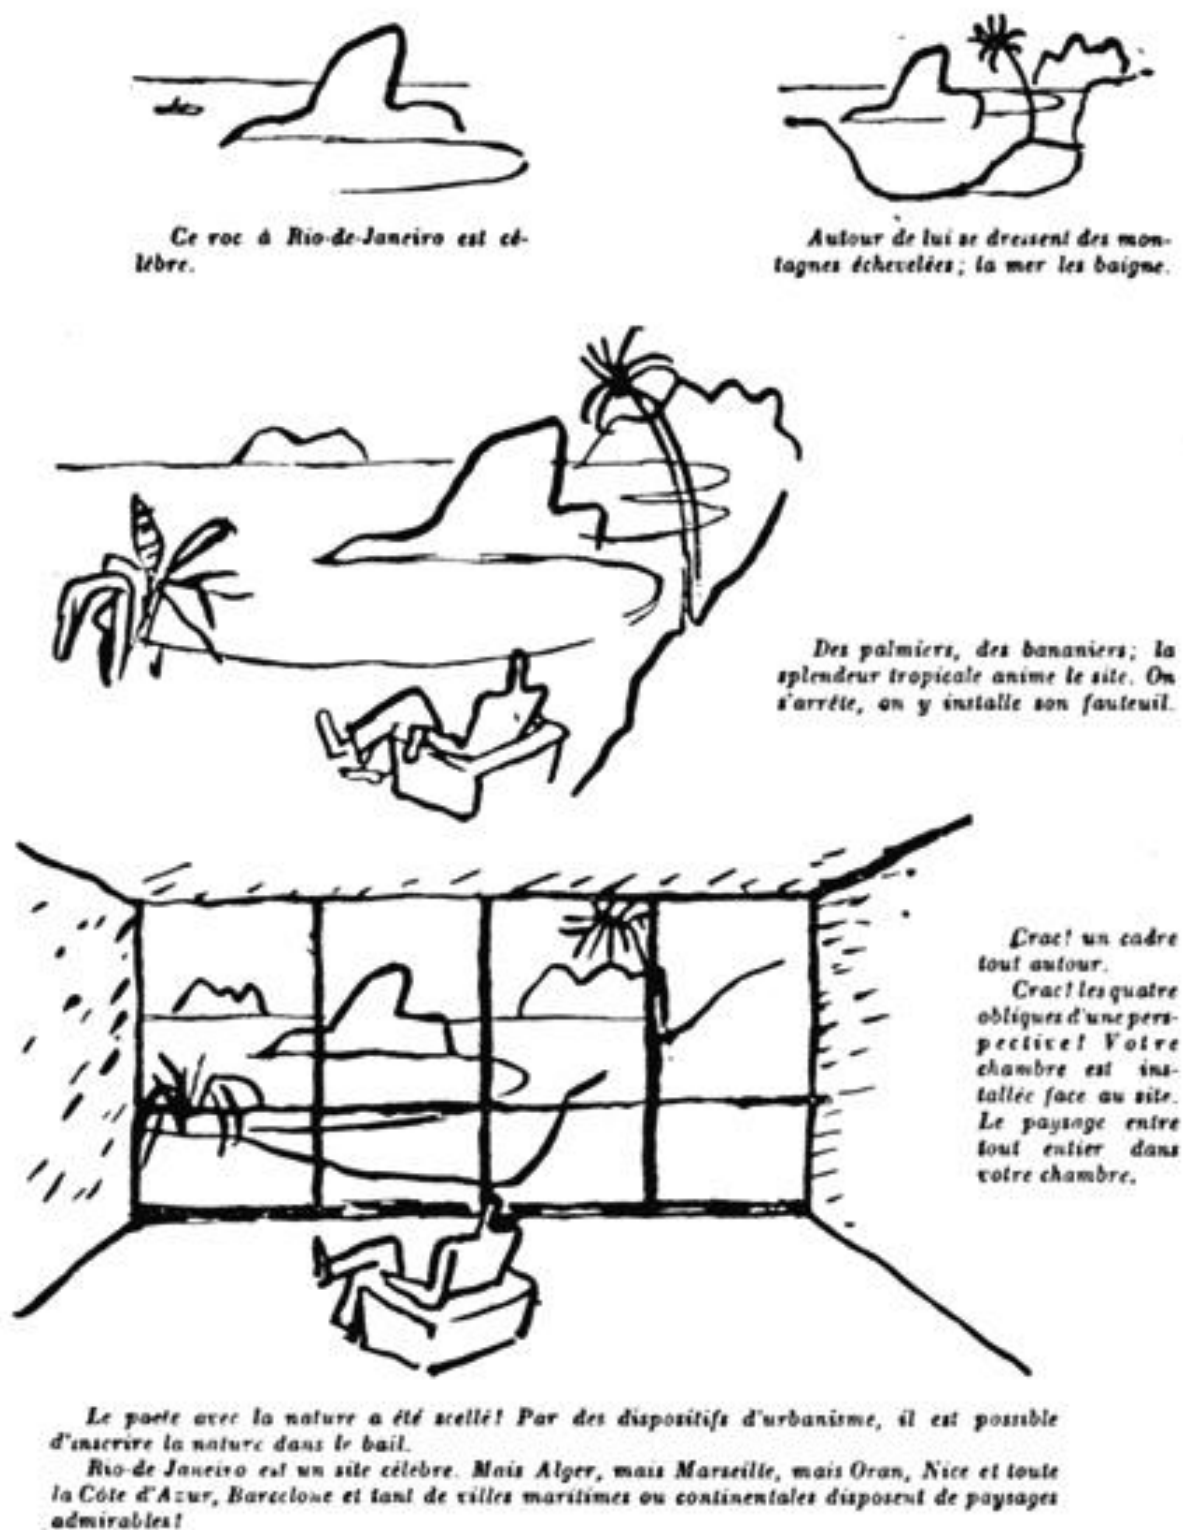 Ce roc à Rio-de-Janeiro est cé-
lèbre.
Autour de lui se dressent des mon-
tagnes échevelées; la mer les baigne.
Des palmiers, des bananiers; la
splendeur tropicale anime le site. On
s'arrête, on y installe son fauteuil.
Crac! un cadre
tout autour.
Crac! les quatre
obliques d'une pers-
pective! Votre
chambre est ins-
tallée face au site.
Le paysage entre
tout entier dans
votre chambre.
Le pacte avec la nature a été scellé! Par des dispositifs d'urbanisme, il est possible
d'inscrire la nature dans le bail.
Rio-de Janeiro est un site célèbre. Mais Alger, mais Marseille, mais Oran, Nice et toute
la Côte d'Azur, Barcelone et tant de villes maritimes ou continentales disposent de paysages
admirables!